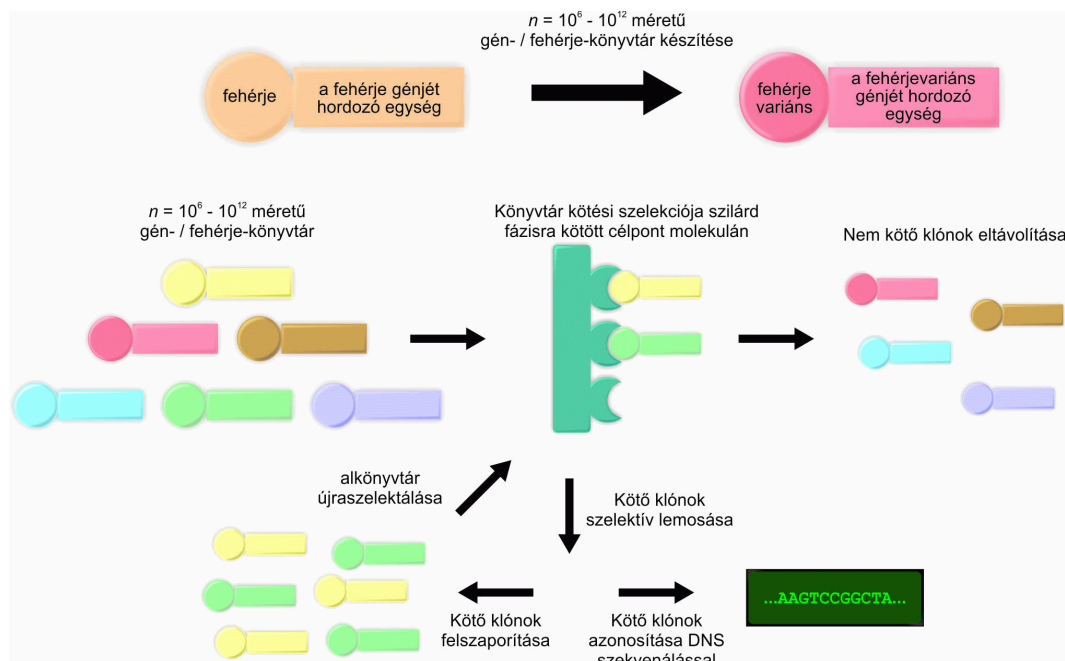 n = 10⁶ - 10¹² méretű
gén- / fehérje-könyvtár készítése
fehérje
a fehérje génjét
hordozó egység
fehérje
variáns
a fehérjevariáns
génjét hordozó
egység
n = 10⁶ - 10¹² méretű
gén- / fehérje-könyvtár
Könyvtár kötési szelekciója szilárd
fázisra kötött célpont molekulán
Nem kötő klónok eltávolítása
alkönyvtár
újraszelektálása
Kötő klónok
szelektív lemosása
Kötő klónok
felszaporítása
Kötő klónok
azonosítása DNS
szekvenálással
...AAGTCCGGCTA...